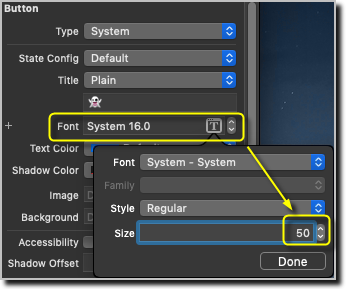 Button
Type System
State Config Default
Title Plain
Font System 16.0 T
Text Color
Shadow Color
Image
Background
Accessibility
Shadow Offset
Font System - System
Family
Style Regular
Size 50
Done